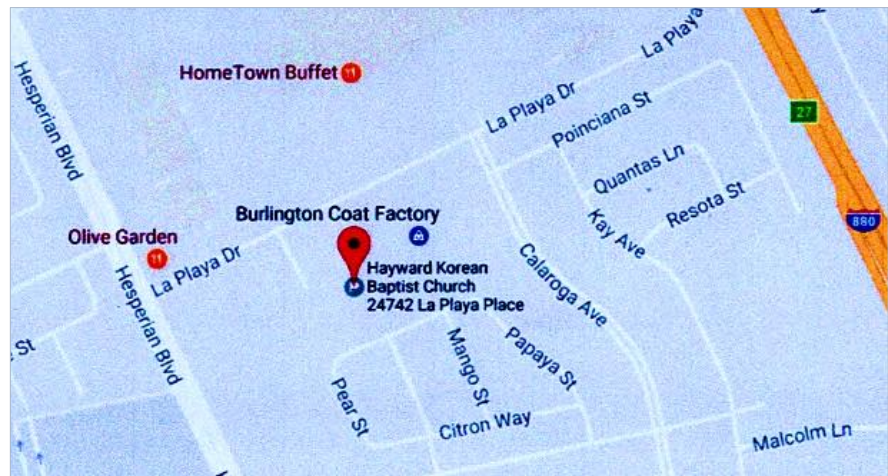 La Playa
HomeTown Buffet
Hesperian Blvd
La Playa Dr
Poinciana St
27
Quantas Ln
Resota St
880
Burlington Coat Factory
Kay Ave
Olive Garden
Hayward Korean
Baptist Church
24742 La Playa Place
La Playa Dr
Calaroga Ave
Hesperian Blvd
St
Mango St
Papaya St
Pear St
Citron Way
Malcolm Ln